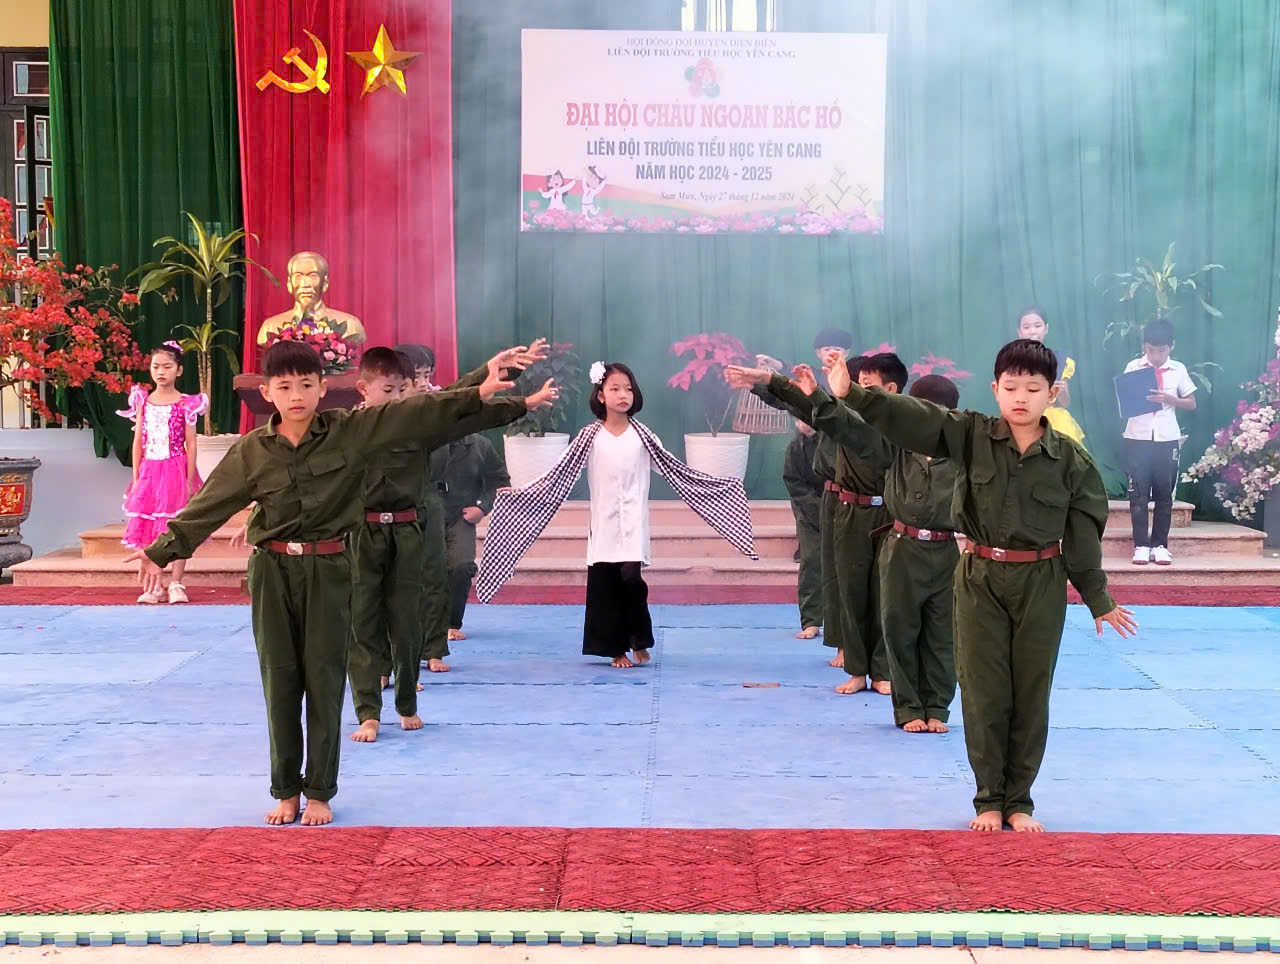 HỘI ĐỒNG ĐỘI HUYỆN ĐIỆN BIÊN
LIÊN ĐỘI TRƯỜNG TIỂU HỌC YÊN CANG
ĐẠI HỘI CHÁU NGOAN BÁC HỒ
LIÊN ĐỘI TRƯỜNG TIỂU HỌC YÊN CANG
NĂM HỌC 2024 - 2025
Sam Mứn, Ngày 27 tháng 12 năm 2024